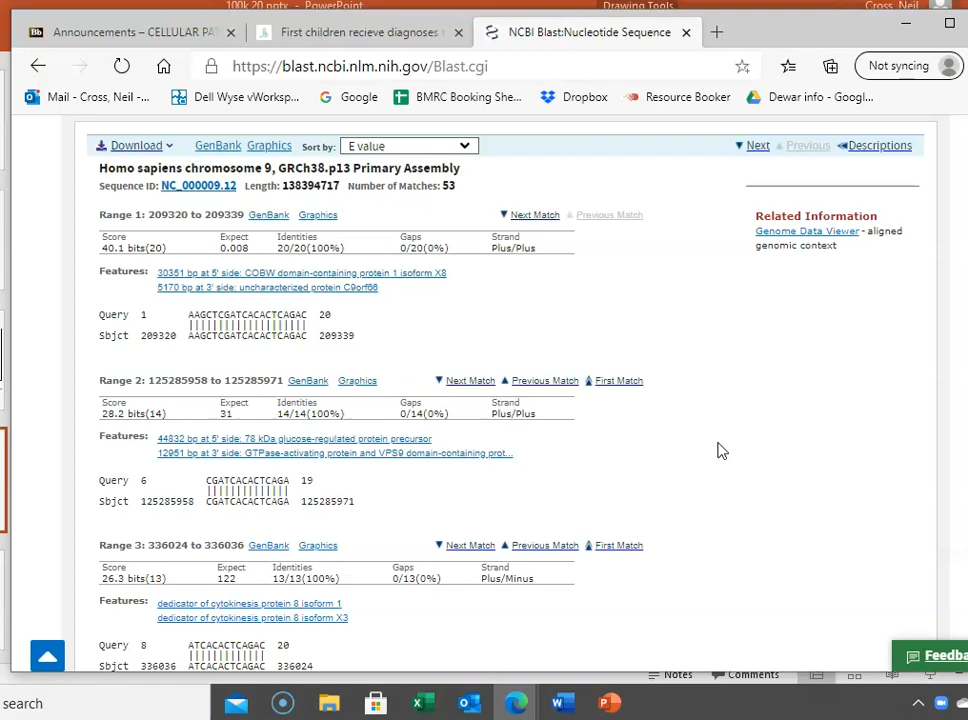 100k 20.pptx - PowerPoint
Drawing Tools
Cross, Neil
Bb Announcements – CELLULAR PA
First children recieve diagnoses
NCBI Blast:Nucleotide Sequence
https://blast.ncbi.nlm.nih.gov/Blast.cgi
Not syncing
Mail - Cross, Neil -...
Dell Wyse vWorksp...
Google
BMRC Booking She...
Dropbox
Resource Booker
Dewar info - Googl...
Download GenBank Graphics Sort by: E value Next Previous Descriptions
Homo sapiens chromosome 9, GRCh38.p13 Primary Assembly
Sequence ID: NC_000009.12 Length: 138394717 Number of Matches: 53
Related Information
Genome Data Viewer - aligned
genomic context
Range 1: 209320 to 209339 GenBank Graphics Next Match Previous Match
Score Expect Identities Gaps Strand
40.1 bits(20) 0.008 20/20(100%) 0/20(0%) Plus/Plus
Features: 30351 bp at 5' side: COBW domain-containing protein 1 isoform X8
5170 bp at 3' side: uncharacterized protein C9orf66
Query 1 AAGCTCGATCACACTCAGAC 20
||||||||||||||||||||
Sbjct 209320 AAGCTCGATCACACTCAGAC 209339
Range 2: 125285958 to 125285971 GenBank Graphics Next Match Previous Match First Match
Score Expect Identities Gaps Strand
28.2 bits(14) 31 14/14(100%) 0/14(0%) Plus/Plus
Features: 44832 bp at 5' side: 78 kDa glucose-regulated protein precursor
12951 bp at 3' side: GTPase-activating protein and VPS9 domain-containing prot...
Query 6 CGATCACACTCAGA 19
||||||||||||||
Sbjct 125285958 CGATCACACTCAGA 125285971
Range 3: 336024 to 336036 GenBank Graphics Next Match Previous Match First Match
Score Expect Identities Gaps Strand
26.3 bits(13) 122 13/13(100%) 0/13(0%) Plus/Minus
Features: dedicator of cytokinesis protein 8 isoform 1
dedicator of cytokinesis protein 8 isoform X3
Query 8 ATCACACTCAGAC 20
|||||||||||||
Sbjct 336036 ATCACACTCAGAC 336024
Feedba
Notes Comments
search